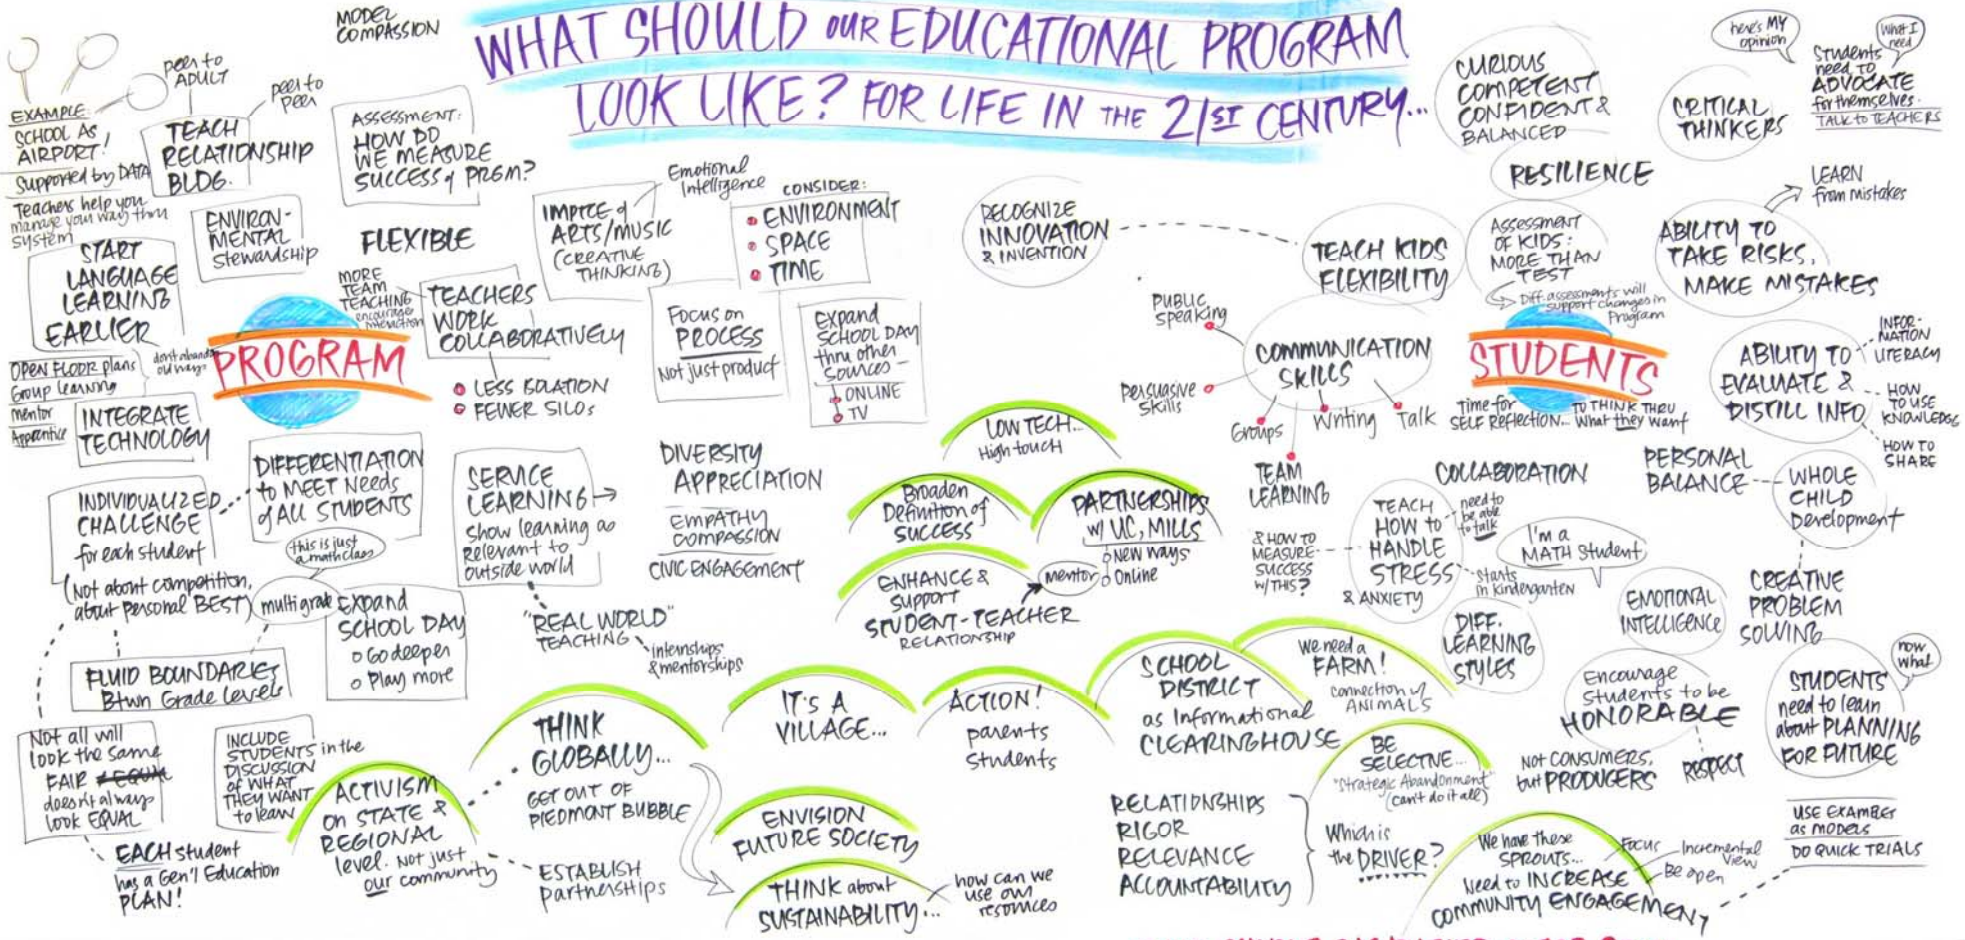 WHAT SHOULD OUR EDUCATIONAL PROGRAM
LOOK LIKE? FOR LIFE IN THE 21ST CENTURY...
MODEL
COMPASSION
EXAMPLE:
SCHOOL AS
AIRPORT!
Supported by DATA
Teachers help you
manage your way thru
system
peer to
ADULT
peer to
peer
TEACH
RELATIONSHIP
BLDG.
ASSESSMENT:
HOW DO
WE MEASURE
SUCCESS of PRGM?
ENVIRON-
MENTAL
Stewardship
FLEXIBLE
START
LANGUAGE
LEARNING
EARLIER
MORE
TEAM
TEACHING
encourage
interaction
TEACHERS
WORK
COLLABORATIVELY
LESS ISOLATION
FEWER SILOS
IMPTCE of
ARTS/MUSIC
(CREATIVE
THINKING)
Emotional
Intelligence
CONSIDER:
ENVIRONMENT
SPACE
TIME
Focus on
PROCESS
Not just product
Expand
SCHOOL DAY
thru other
sources -
ONLINE
TV
PROGRAM
OPEN FLOOR plans
Group learning
mentor
Apprentice
don't abandon
old ways
INTEGRATE
TECHNOLOGY
INDIVIDUALIZED
CHALLENGE
for each student
(Not about competition,
about personal BEST)
DIFFERENTIATION
to MEET Needs
of ALL STUDENTS
this is just
a math class
multi grade
Expand
SCHOOL DAY
Go deeper
Play more
FLUID BOUNDARIES
Btwn Grade Levels
Not all will
look the same
FAIR ≠ EQUAL
doesn't always
look EQUAL
EACH student
has a Gen'l Education
PLAN!
INCLUDE
STUDENTS in the
DISCUSSION
of WHAT
THEY WANT
to learn
SERVICE
LEARNING
Show learning as
Relevant to
outside world
"REAL WORLD"
TEACHING
internships
& mentorships
DIVERSITY
APPRECIATION
EMPATHY
COMPASSION
CIVIC ENGAGEMENT
LOW TECH...
High touch
Broaden
Definition of
SUCCESS
PARTNERSHIPS
w/ UC, MILLS
New ways
Online
ENHANCE &
Support
STUDENT-TEACHER
RELATIONSHIP
Mentor
ACTIVISM
on STATE &
REGIONAL
level. Not just
our community
THINK
GLOBALLY...
GET OUT OF
PIEDMONT BUBBLE
ESTABLISH
Partnerships
IT'S A
VILLAGE...
ACTION!
parents
Students
SCHOOL
DISTRICT
as Informational
CLEARINGHOUSE
We need a
FARM!
connection w/
ANIMALS
BE
SELECTIVE...
"Strategic Abandonment"
(can't do it all)
ENVISION
FUTURE SOCIETY
THINK about
SUSTAINABILITY...
how can we
use our
resources
RELATIONSHIPS
RIGOR
RELEVANCE
ACCOUNTABILITY
Which is
the DRIVER?
We have these
SPROUTS...
Need to INCREASE
COMMUNITY ENGAGEMENT
Focus
Incremental
View
Be open
USE EXAMPLES
as MODELS
DO QUICK TRIALS
RECOGNIZE
INNOVATION
& INVENTION
TEACH KIDS
FLEXIBILITY
CURIOUS
COMPETENT
CONFIDENT &
BALANCED
RESILIENCE
here's MY
opinion
CRITICAL
THINKERS
What I
need
Students
need to
ADVOCATE
for themselves.
TALK to TEACHERS
ASSESSMENT
OF KIDS:
MORE THAN
TEST
Diff. assessments will
support changes in
Program
ABILITY TO
TAKE RISKS,
MAKE MISTAKES
LEARN
from mistakes
COMMUNICATION
SKILLS
PUBLIC
Speaking
Persuasive
Skills
Groups
TEAM
LEARNING
Writing
Talk
STUDENTS
Time for
SELF Reflection... TO THINK THRU
What they want
ABILITY TO
EVALUATE &
DISTILL INFO
INFOR-
MATION
LITERACY
HOW
TO USE
KNOWLEDGE
HOW TO
SHARE
COLLABORATION
PERSONAL
BALANCE
WHOLE
CHILD
Development
TEACH
HOW to
HANDLE
STRESS
& ANXIETY
need to
be able
to talk
Starts
in kindergarten
& HOW TO
MEASURE
SUCCESS
W/THIS?
I'm a
MATH Student
EMOTIONAL
INTELLIGENCE
CREATIVE
PROBLEM
SOLVING
DIFF.
LEARNING
STYLES
Encourage
Students to be
HONORABLE
RESPECT
NOT CONSUMERS,
but PRODUCERS
now
what
STUDENTS
need to learn
about PLANNING
FOR FUTURE